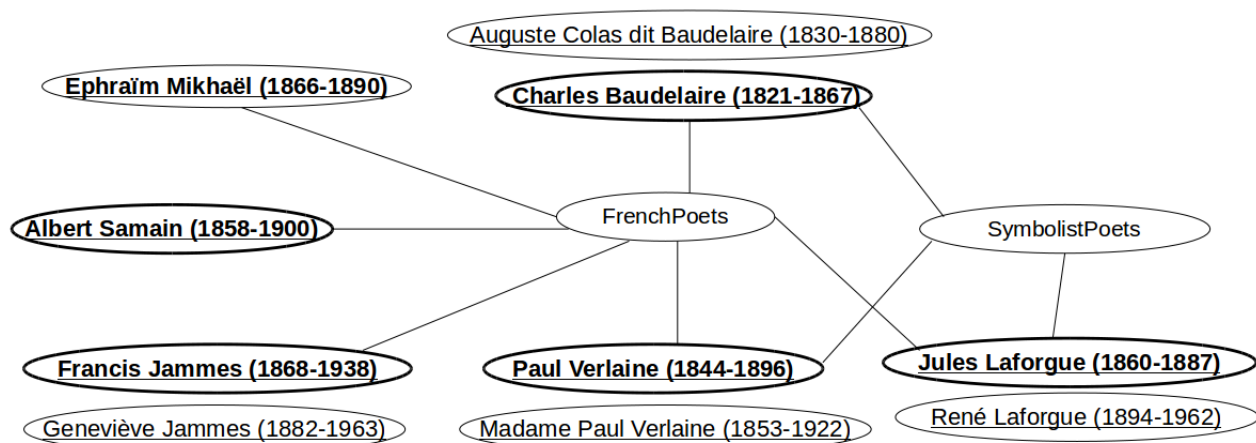 Auguste Colas dit Baudelaire (1830-1880)
Ephraïm Mikhaël (1866-1890)
Charles Baudelaire (1821-1867)
FrenchPoets
Albert Samain (1858-1900)
SymbolistPoets
Francis Jammes (1868-1938)
Paul Verlaine (1844-1896)
Jules Laforgue (1860-1887)
Geneviève Jammes (1882-1963)
Madame Paul Verlaine (1853-1922)
René Laforgue (1894-1962)